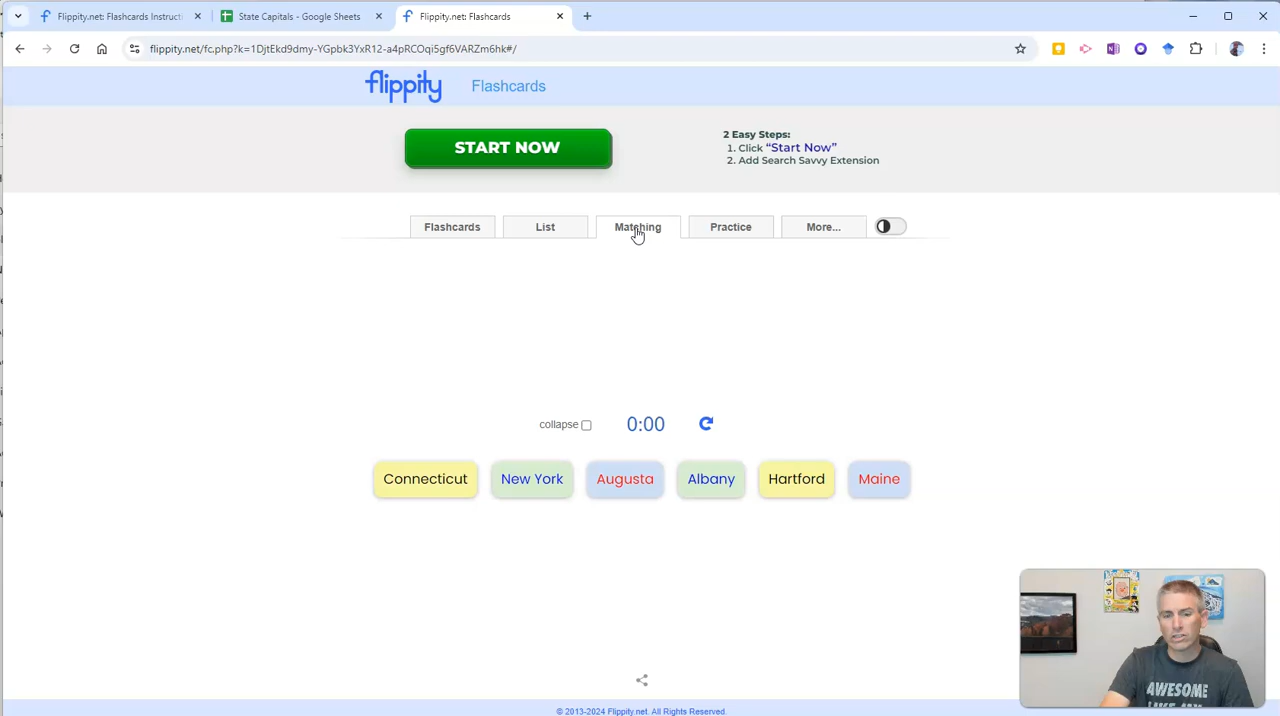 Flippity.net: Flashcards Instruct
State Capitals - Google Sheets
Flippity.net: Flashcards
flippity.net/fc.php?k=1DjtEkd9dmy-YGpbk3YxR12-a4pRCOqi5gf6VARZm6hk#/
flippity Flashcards
START NOW
2 Easy Steps:
1. Click "Start Now"
2. Add Search Savvy Extension
Flashcards List Matching Practice More...
collapse 0:00
Connecticut New York Augusta Albany Hartford Maine
AWESOME
© 2013-2024 Flippity.net. All Rights Reserved.